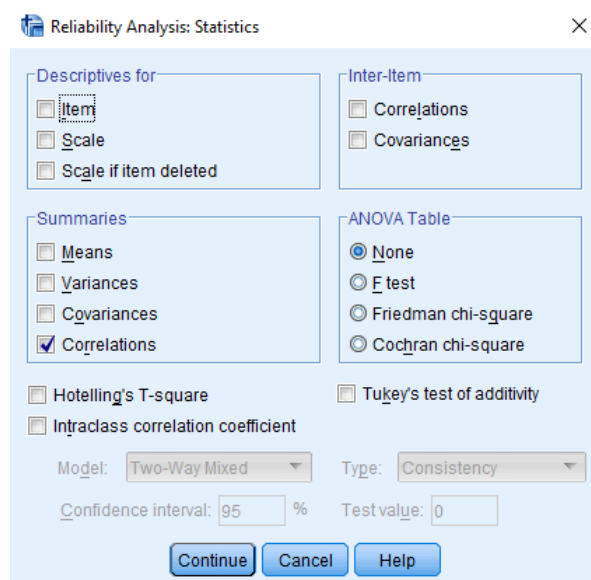 Reliability Analysis: Statistics
Descriptives for
Item
Scale
Scale if item deleted
Inter-Item
Correlations
Covariances
Summaries
Means
Variances
Covariances
Correlations
ANOVA Table
None
F test
Friedman chi-square
Cochran chi-square
Hotelling's T-square
Tukey's test of additivity
Intraclass correlation coefficient
Model: Two-Way Mixed Type: Consistency
Confidence interval: 95 % Test value: 0
Continue Cancel Help